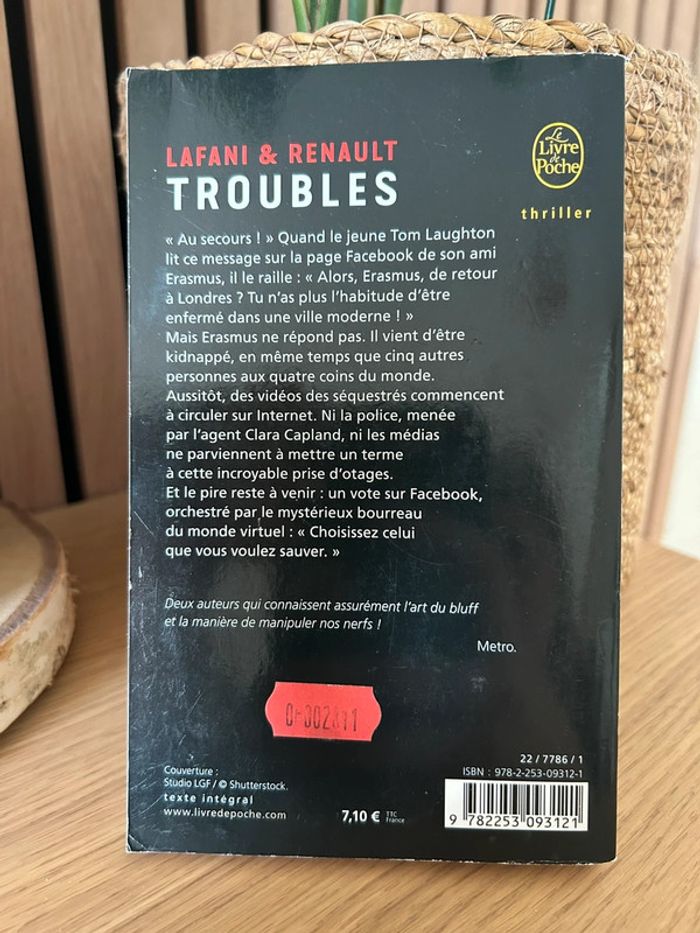 LAFANI & RENAULT
TROUBLES
Le
Livre
de
Poche
thriller
« Au secours ! » Quand le jeune Tom Laughton
lit ce message sur la page Facebook de son ami
Erasmus, il le raille : « Alors, Erasmus, de retour
à Londres ? Tu n'as plus l'habitude d'être
enfermé dans une ville moderne ! »
Mais Erasmus ne répond pas. Il vient d'être
kidnappé, en même temps que cinq autres
personnes aux quatre coins du monde.
Aussitôt, des vidéos des séquestrés commencent
à circuler sur Internet. Ni la police, menée
par l'agent Clara Capland, ni les médias
ne parviennent à mettre un terme
à cette incroyable prise d'otages.
Et le pire reste à venir : un vote sur Facebook,
orchestré par le mystérieux bourreau
du monde virtuel : « Choisissez celui
que vous voulez sauver. »
Deux auteurs qui connaissent assurément l'art du bluff
et la manière de manipuler nos nerfs !
Metro.
Couverture :
Studio LGF / © Shutterstock.
texte intégral
www.livredepoche.com
7,10 € TTC
France
22 / 7786 / 1
ISBN : 978-2-253-09312-1
9 782253 093121